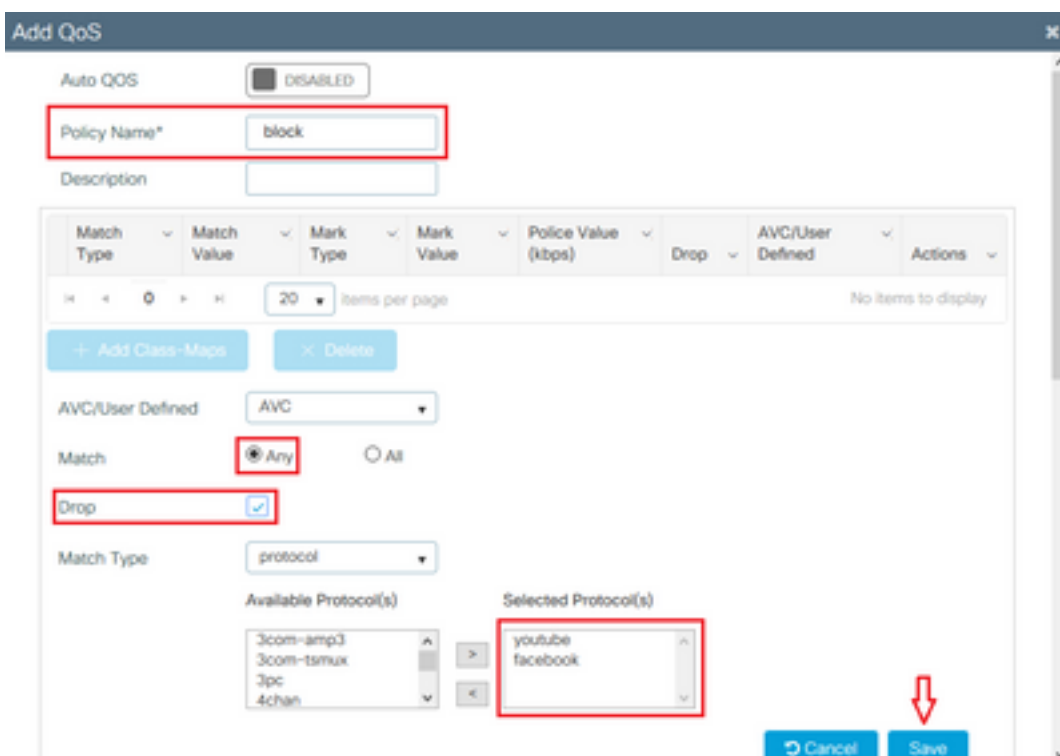 Add QoS
Auto QOS DISABLED
Policy Name* block
Description
Match Type Match Value Mark Type Mark Value Police Value (kbps) Drop AVC/User Defined Actions
0 20 items per page No items to display
+ Add Class-Maps × Delete
AVC/User Defined AVC
Match Any All
Drop
Match Type protocol
Available Protocol(s) Selected Protocol(s)
3com-amp3 youtube
3com-tsmux facebook
3pc
4chan
Cancel Save